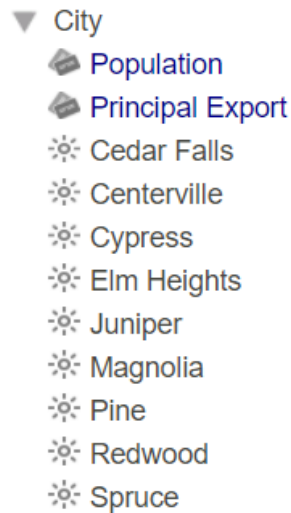 City
Population
Principal Export
Cedar Falls
Centerville
Cypress
Elm Heights
Juniper
Magnolia
Pine
Redwood
Spruce